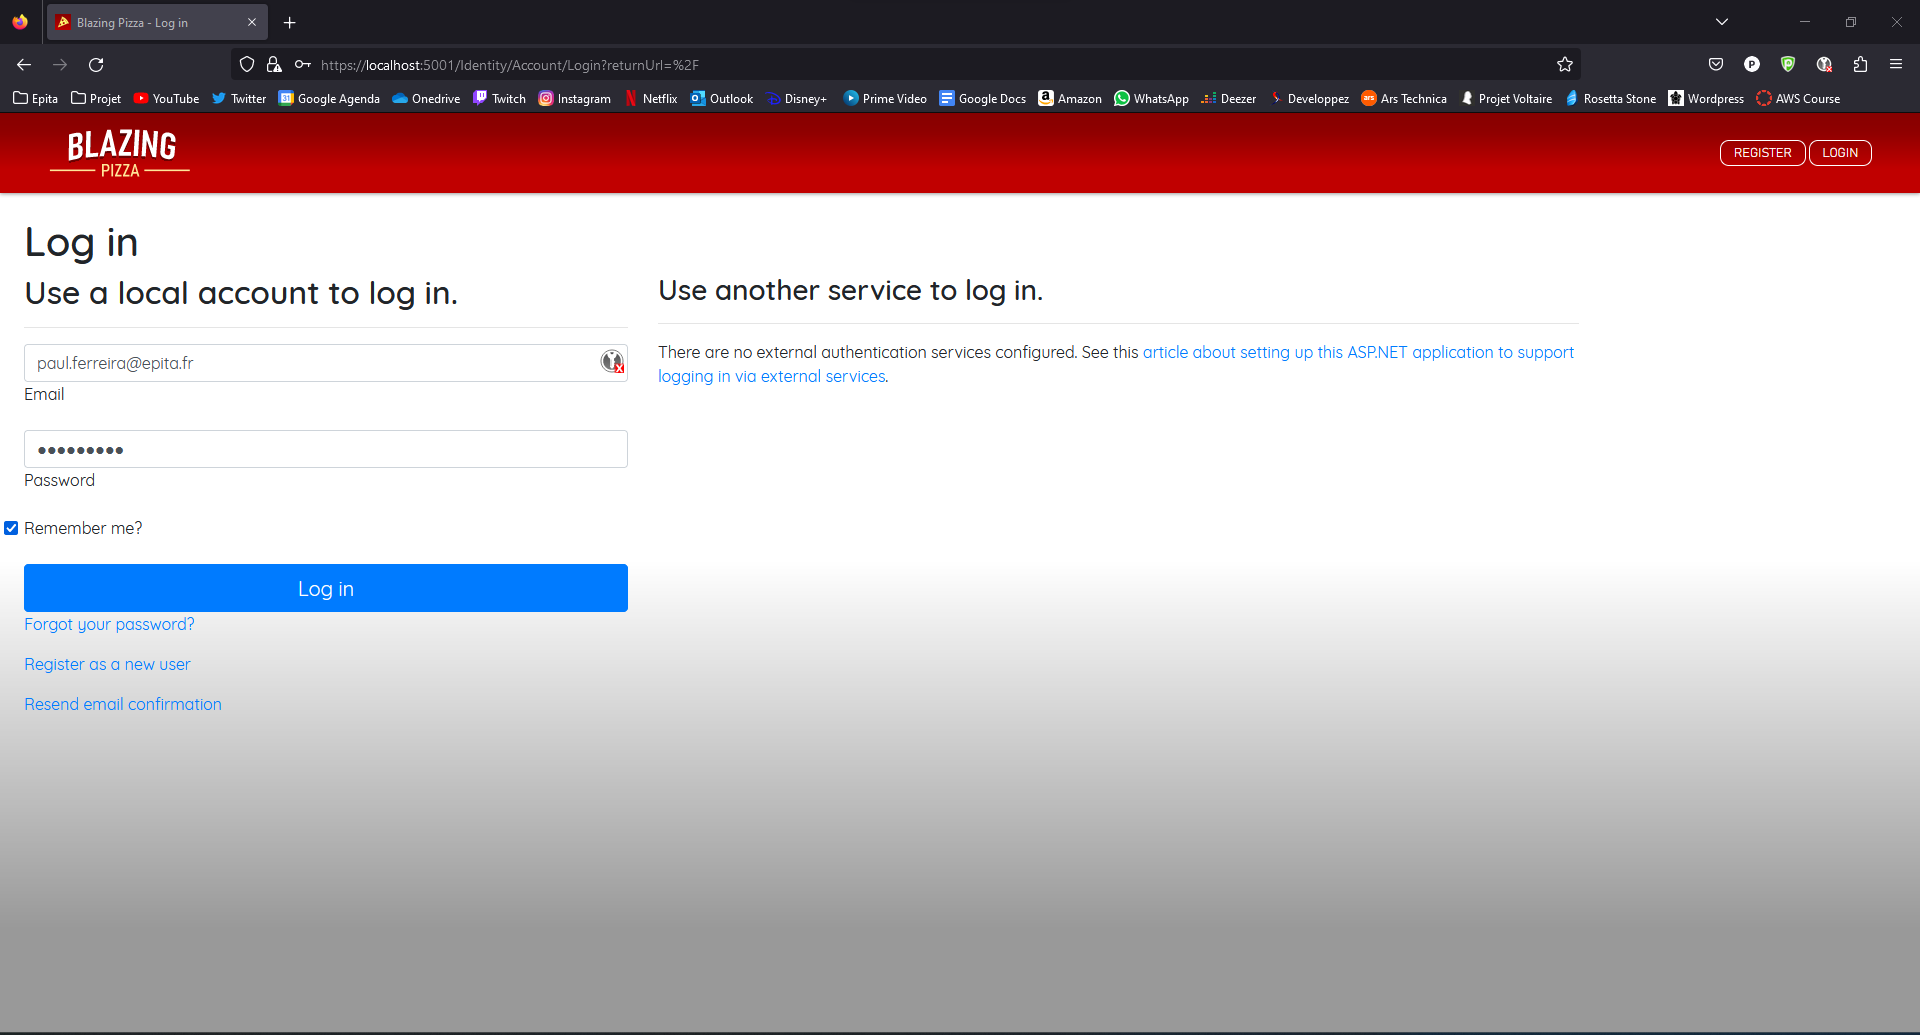 Blazing Pizza - Log in
https://localhost:5001/Identity/Account/Login?returnUrl=%2F
Epita Projet YouTube Twitter Google Agenda Onedrive Twitch Instagram Netflix Outlook Disney+ Prime Video Google Docs Amazon WhatsApp Deezer Developpez Ars Technica Projet Voltaire Rosetta Stone Wordpress AWS Course
BLAZING
PIZZA
REGISTER LOGIN
Log in
Use a local account to log in.
paul.ferreira@epita.fr
Email
Password
Remember me?
Log in
Forgot your password?
Register as a new user
Resend email confirmation
Use another service to log in.
There are no external authentication services configured. See this article about setting up this ASP.NET application to support
logging in via external services.